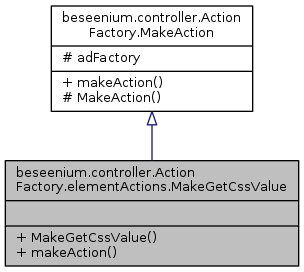 beseenium.controller.Action
Factory.MakeAction
# adFactory
+ makeAction()
# MakeAction()
beseenium.controller.Action
Factory.elementActions.MakeGetCssValue
+ MakeGetCssValue()
+ makeAction()